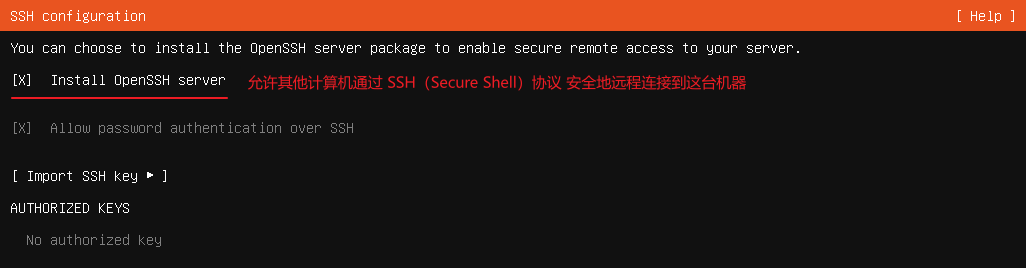 SSH configuration [ Help ]
You can choose to install the OpenSSH server package to enable secure remote access to your server.
[X] Install OpenSSH server 允许其他计算机通过 SSH（Secure Shell）协议 安全地远程连接到这台机器
[X] Allow password authentication over SSH
[ Import SSH key ▸ ]
AUTHORIZED KEYS
No authorized key